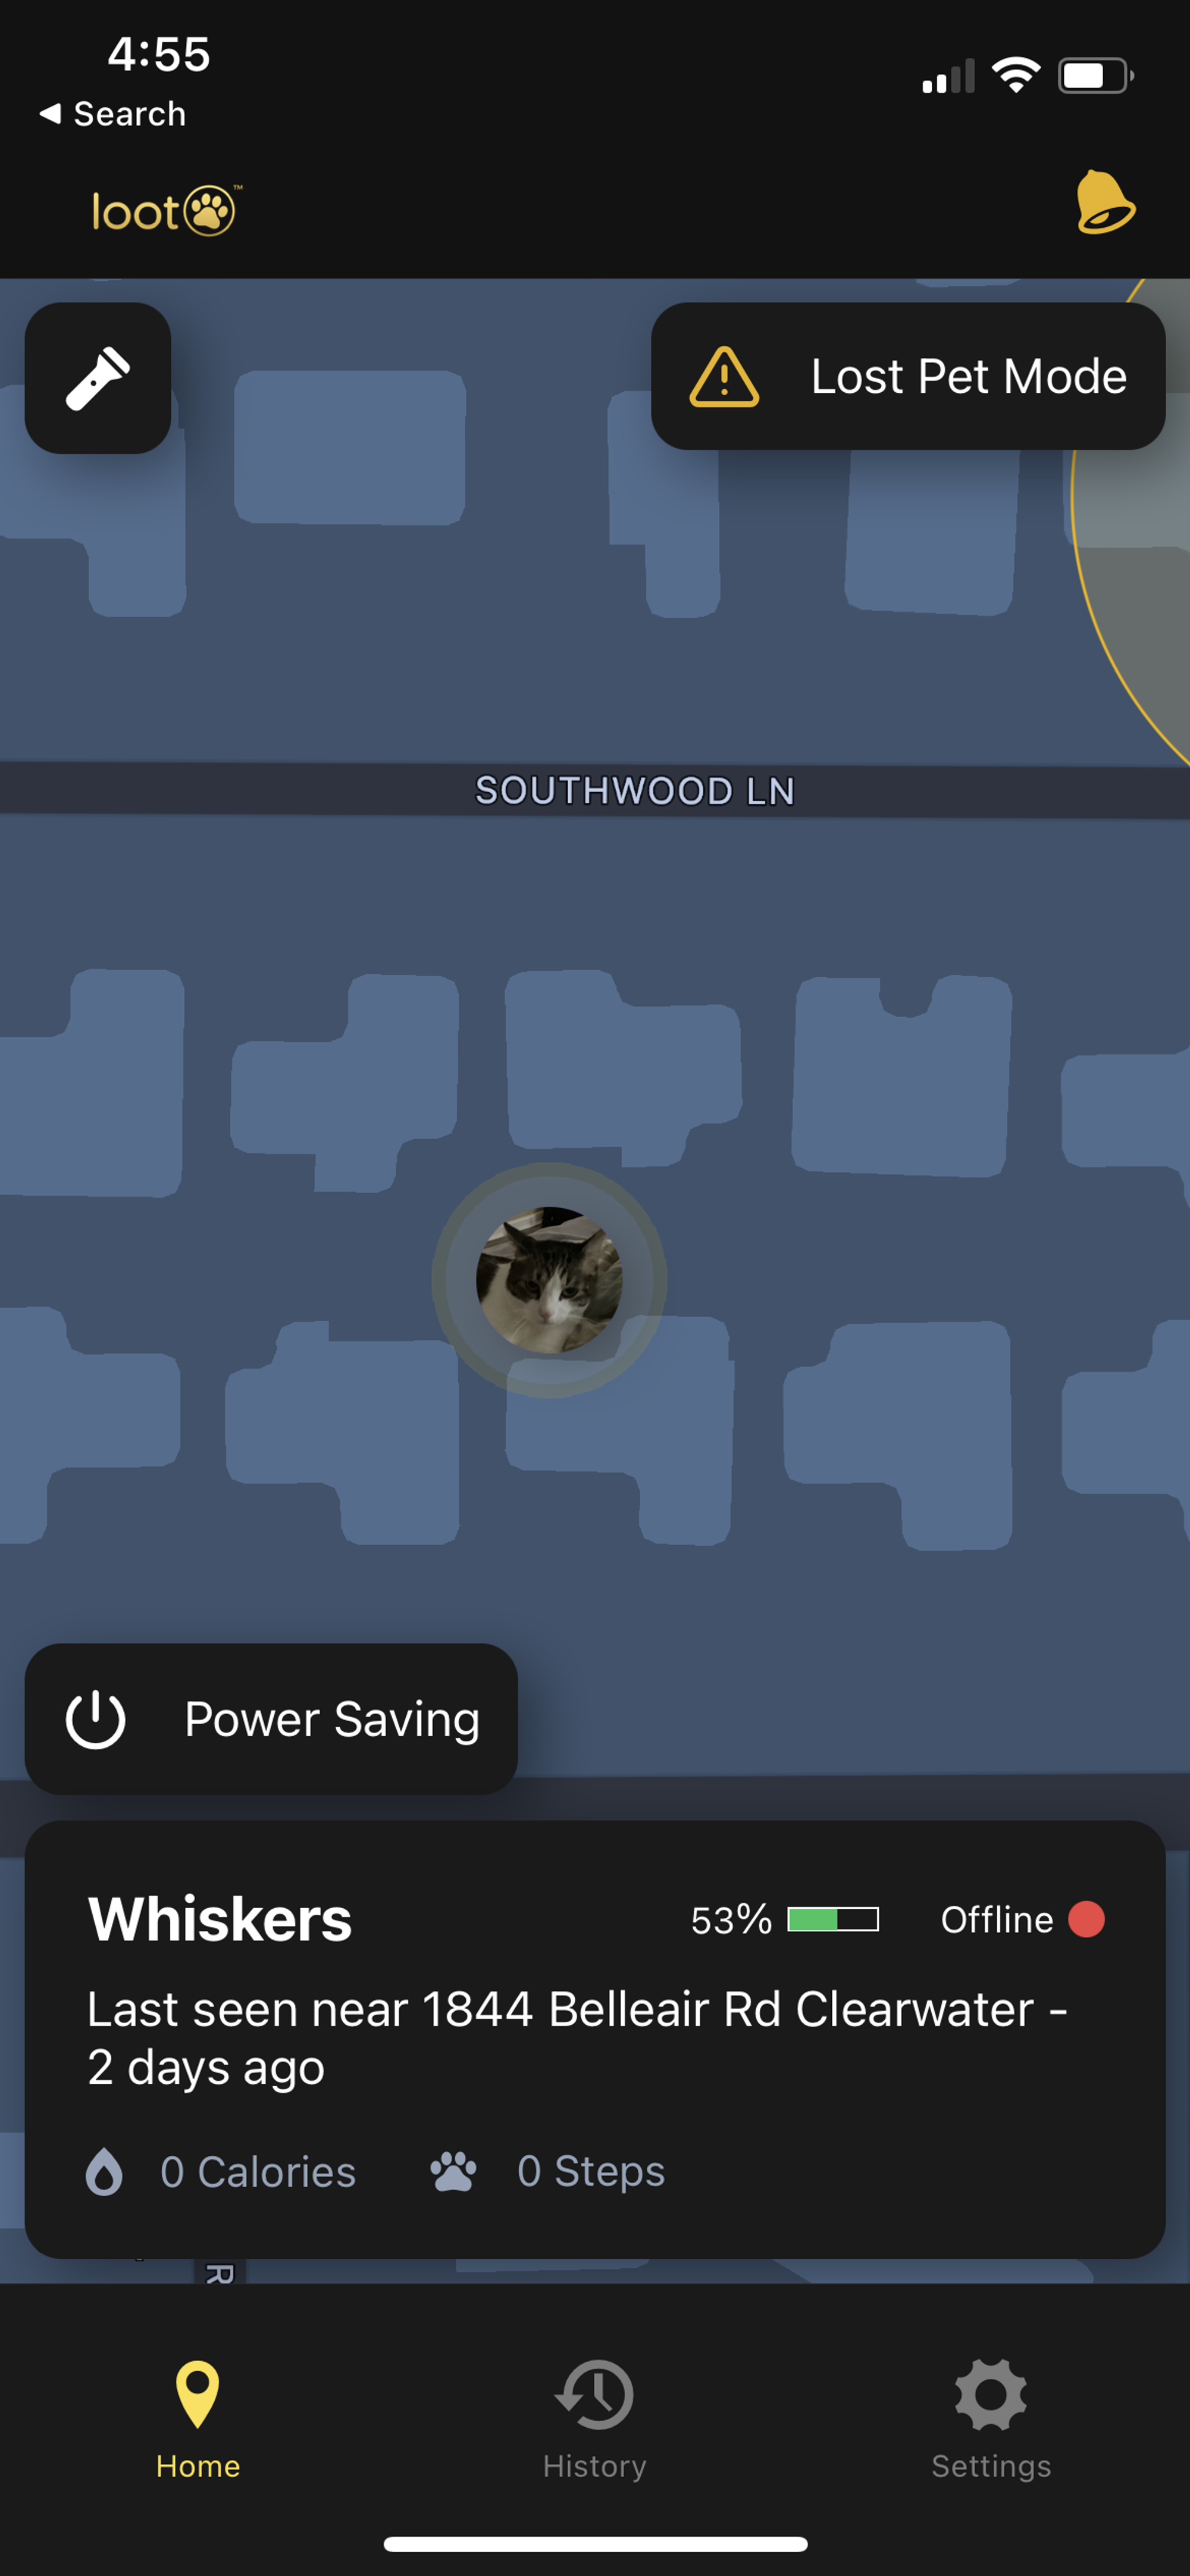 4:55
◀ Search
loot™
Lost Pet Mode
SOUTHWOOD LN
Power Saving
Whiskers
53%
Offline
Last seen near 1844 Belleair Rd Clearwater -
2 days ago
0 Calories
0 Steps
R
Home
History
Settings